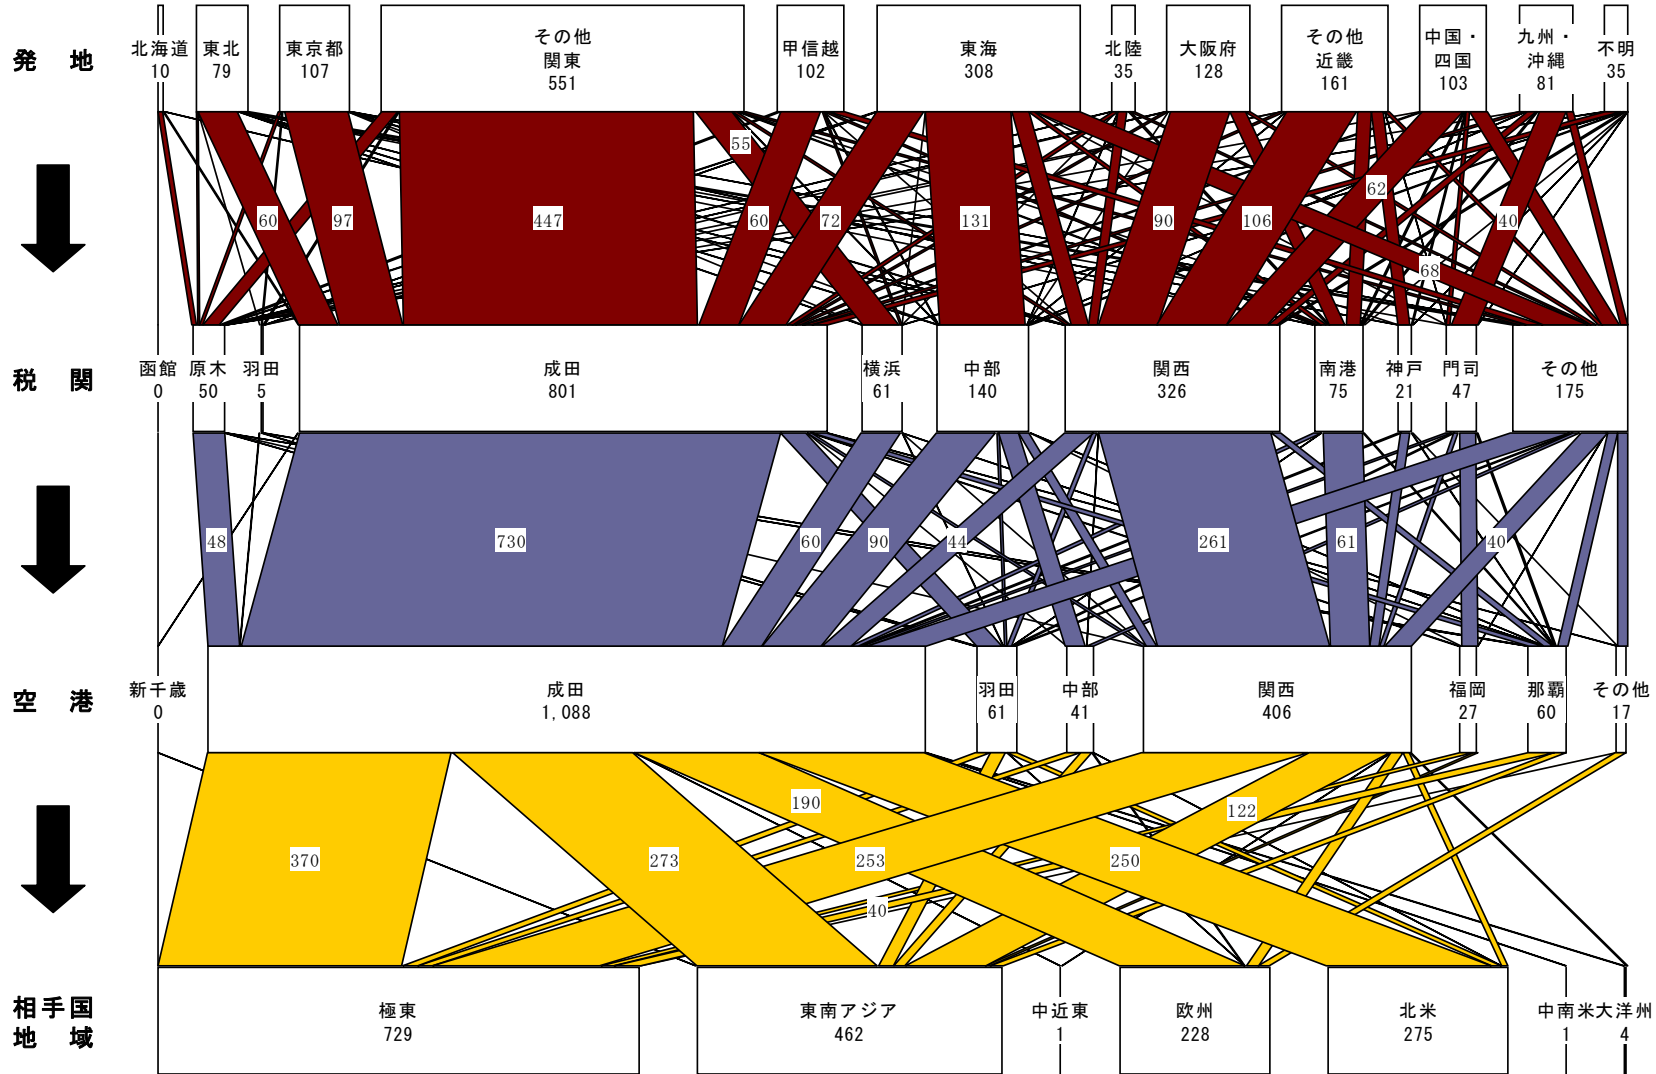 発 地
北海道
10
東北
79
東京都
107
その他
関東
551
甲信越
102
東海
308
北陸
35
大阪府
128
その他
近畿
161
中国・
四国
103
九州・
沖縄
81
不明
35
55
62
60
97
447
60
72
131
90
106
40
68
税 関
函館
0
原木
50
羽田
5
成田
801
横浜
61
中部
140
関西
326
南港
75
神戸
21
門司
47
その他
175
48
730
60
90
44
261
61
40
空 港
新千歳
0
成田
1,088
羽田
61
中部
41
関西
406
福岡
27
那覇
60
その他
17
190
122
370
273
253
250
40
相手国
地 域
極東
729
東南アジア
462
中近東
1
欧州
228
北米
275
中南米
1
大洋州
4